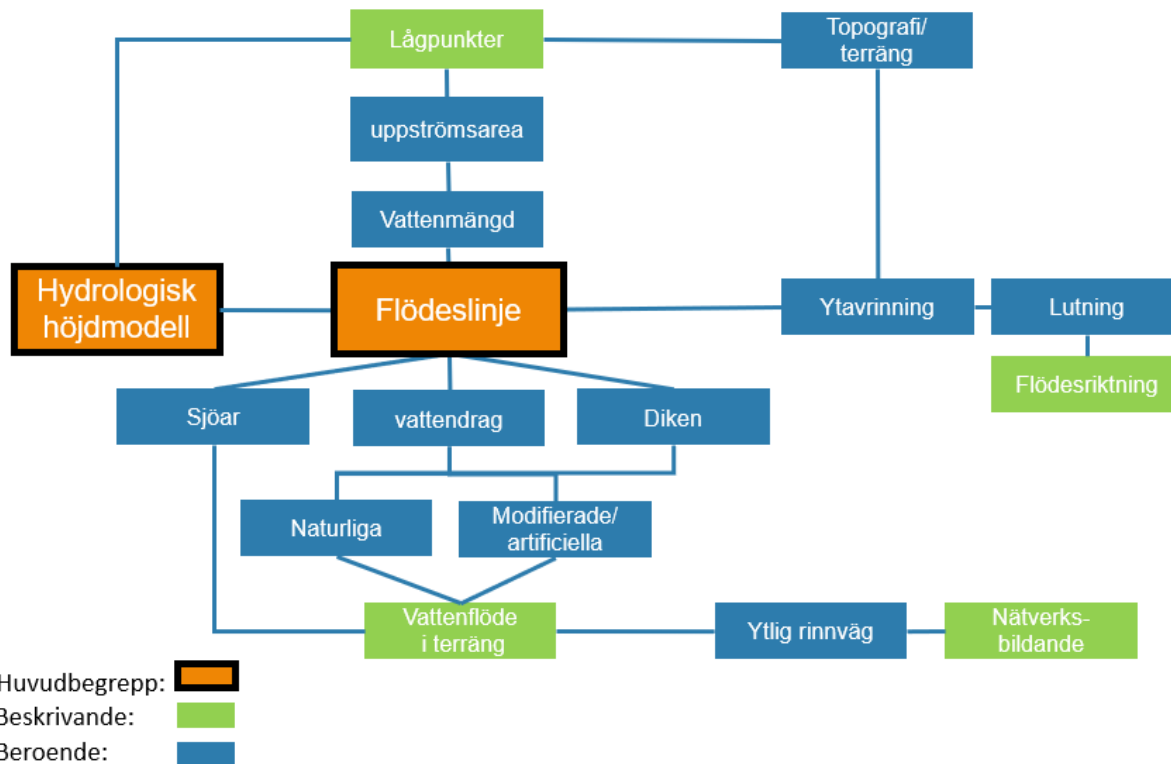 Lågpunkter
Topografi/
terräng
uppströmsarea
Vattenmängd
Hydrologisk
höjdmodell
Flödeslinje
Ytavrinning
Lutning
Flödesriktning
Sjöar
vattendrag
Diken
Naturliga
Modifierade/
artificiella
Vattenflöde
i terräng
Ytlig rinnväg
Nätverks-
bildande
Huvudbegrepp:
Beskrivande:
Beroende: